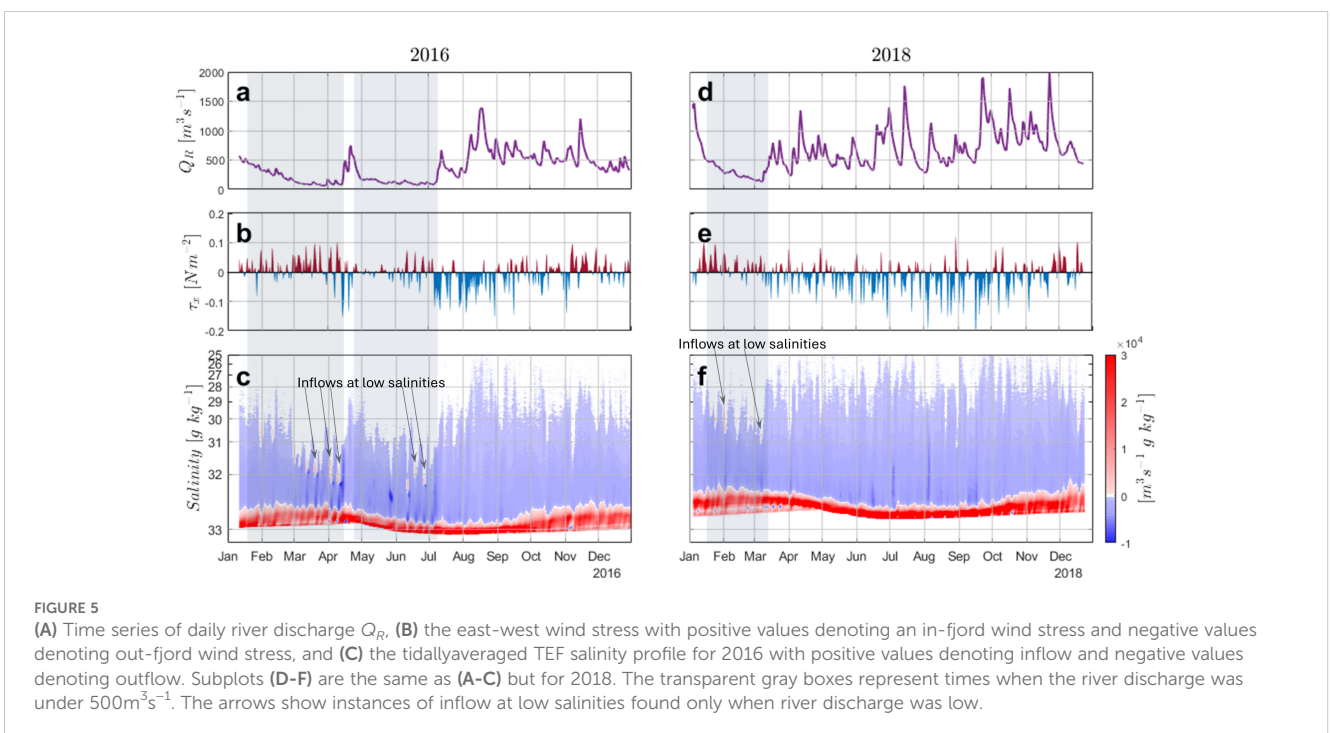 2016
2018
a
d
2000
1500
1000
500
0
Q_R [m³s⁻¹]
b
e
0.2
0.1
0
-0.1
-0.2
τ_x [Nm⁻²]
c
f
Inflows at low salinities
Inflows at low salinities
25
26
27
28
29
30
31
32
33
Salinity [g kg⁻¹]
×10⁴
3
2
1
0
-1
[m³s⁻¹ g kg⁻¹]
Jan Feb Mar Apr May Jun Jul Aug Sep Oct Nov Dec
2016
Jan Feb Mar Apr May Jun Jul Aug Sep Oct Nov Dec
2018
FIGURE 5
(A) Time series of daily river discharge Q_R, (B) the east-west wind stress with positive values denoting an in-fjord wind stress and negative values
denoting out-fjord wind stress, and (C) the tidallyaveraged TEF salinity profile for 2016 with positive values denoting inflow and negative values
denoting outflow. Subplots (D-F) are the same as (A-C) but for 2018. The transparent gray boxes represent times when the river discharge was
under 500m³s⁻¹. The arrows show instances of inflow at low salinities found only when river discharge was low.